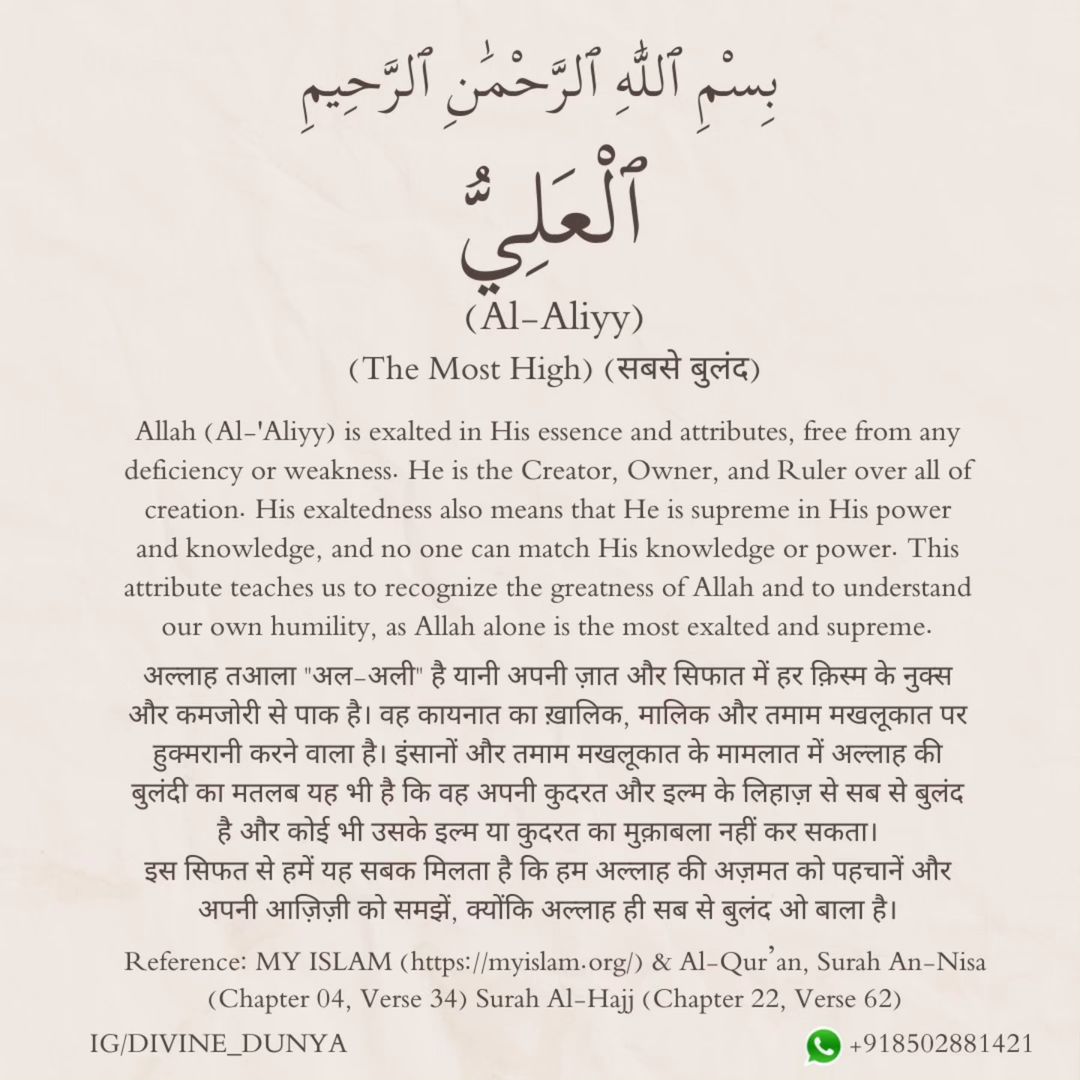 بِسْمِ ٱللَّهِ ٱلرَّحْمَٰنِ ٱلرَّحِيمِ
ٱلْعَلِيُّ
(Al-Aliyy)
(The Most High) (सबसे बुलंद)
Allah (Al-'Aliyy) is exalted in His essence and attributes, free from any
deficiency or weakness. He is the Creator, Owner, and Ruler over all of
creation. His exaltedness also means that He is supreme in His power
and knowledge, and no one can match His knowledge or power. This
attribute teaches us to recognize the greatness of Allah and to understand
our own humility, as Allah alone is the most exalted and supreme.
अल्लाह तआला "अल-अली" है यानी अपनी ज़ात और सिफात में हर क़िस्म के नुक्स
और कमजोरी से पाक है। वह कायनात का ख़ालिक, मालिक और तमाम मखलूकात पर
हुक्मरानी करने वाला है। इंसानों और तमाम मखलूकात के मामलात में अल्लाह की
बुलंदी का मतलब यह भी है कि वह अपनी कुदरत और इल्म के लिहाज़ से सब से बुलंद
है और कोई भी उसके इल्म या कुदरत का मुक़ाबला नहीं कर सकता।
इस सिफत से हमें यह सबक मिलता है कि हम अल्लाह की अज़मत को पहचानें और
अपनी आज़िज़ी को समझें, क्योंकि अल्लाह ही सब से बुलंद ओ बाला है।
Reference: MY ISLAM (https://myislam.org/) & Al-Qur’an, Surah An-Nisa
(Chapter 04, Verse 34) Surah Al-Hajj (Chapter 22, Verse 62)
IG/DIVINE_DUNYA
+918502881421